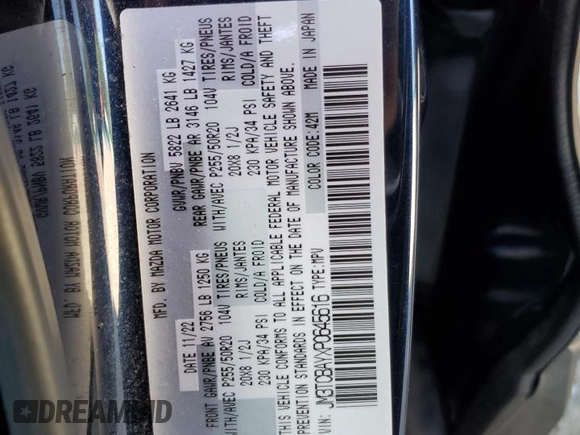 MFD. BY MAZDA MOTOR CORPORATION
DATE 11/22 GVWR/PNBV 5822 LB 2641 KG
FRONT GAWR/PNBE AV 2756 LB 1250 KG REAR GAWR/PNBE AR 3146 LB 1427 KG
WITH/AVEC P255/50R20 104V TIRES/PNEUS WITH/AVEC P255/50R20 104V TIRES/PNEUS
20X8 1/2J RIMS/JANTES 20X8 1/2J RIMS/JANTES
230 KPA/34 PSI COLD/A FROID 230 KPA/34 PSI COLD/A FROID
THIS VEHICLE CONFORMS TO ALL APPLICABLE FEDERAL MOTOR VEHICLE SAFETY AND THEFT
PREVENTION STANDARDS IN EFFECT ON THE DATE OF MANUFACTURE SHOWN ABOVE.
COLOR CODE: 42M MADE IN JAPAN
VIN: JM3TCBAYXP0645616 TYPE: MPV
DREAMBID